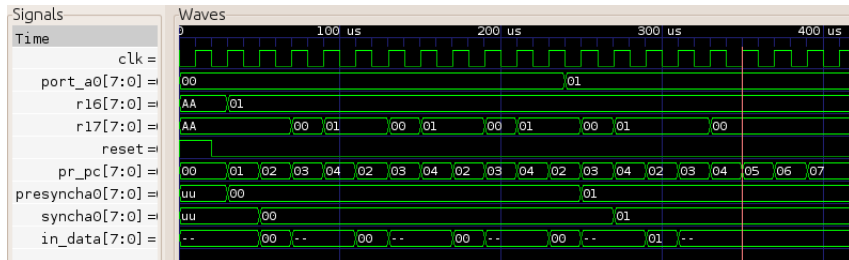 Signals Waves
Time 0 100 us 200 us 300 us 400 us
clk =
port_a0[7:0] = 00 01
r16[7:0] = AA 01
r17[7:0] = AA 00 01 00 01 00 01 00 01 00
reset =
pr_pc[7:0] = 00 01 02 03 04 02 03 04 02 03 04 02 03 04 02 03 04 05 06 07
presyncha0[7:0] = uu 00 01
syncha0[7:0] = uu 00 01
in_data[7:0] = -- 00 -- 00 -- 00 -- 00 -- 01 --